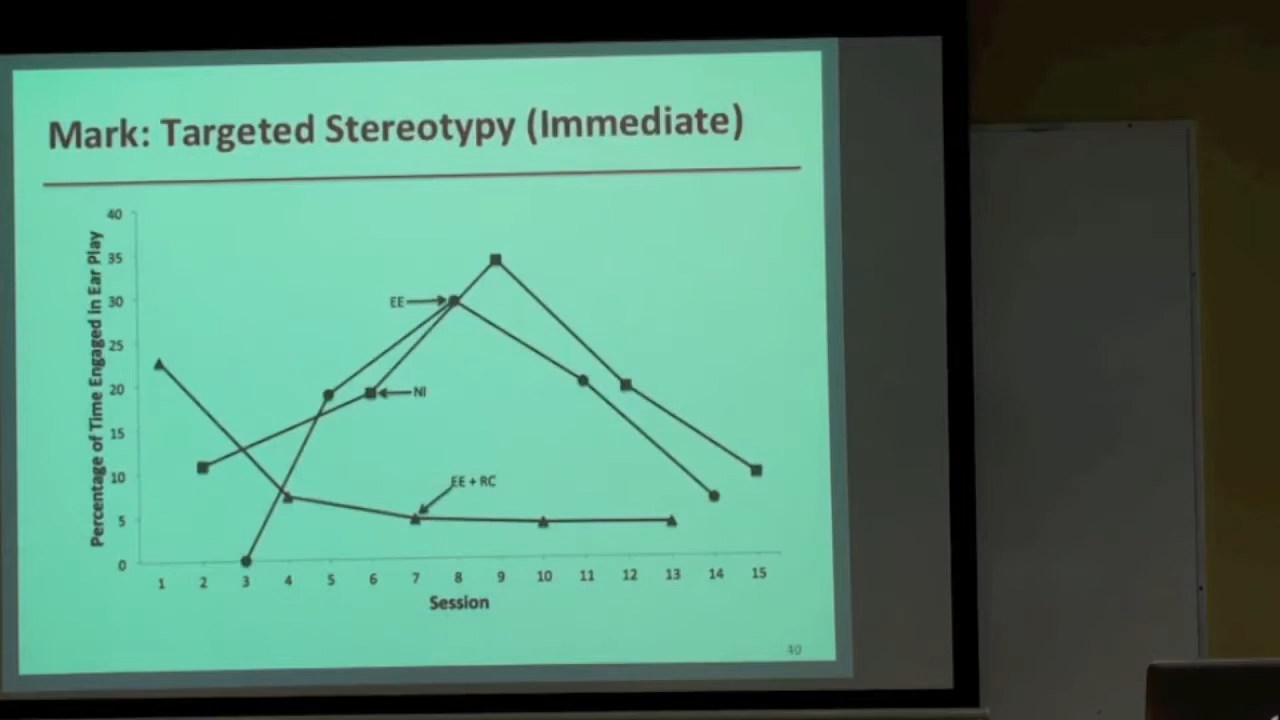 Mark: Targeted Stereotypy (Immediate)
Percentage of Time Engaged in Ear Play
40
35
30
25
20
15
10
5
0
EE
NI
EE + RC
1 2 3 4 5 6 7 8 9 10 11 12 13 14 15
Session
40